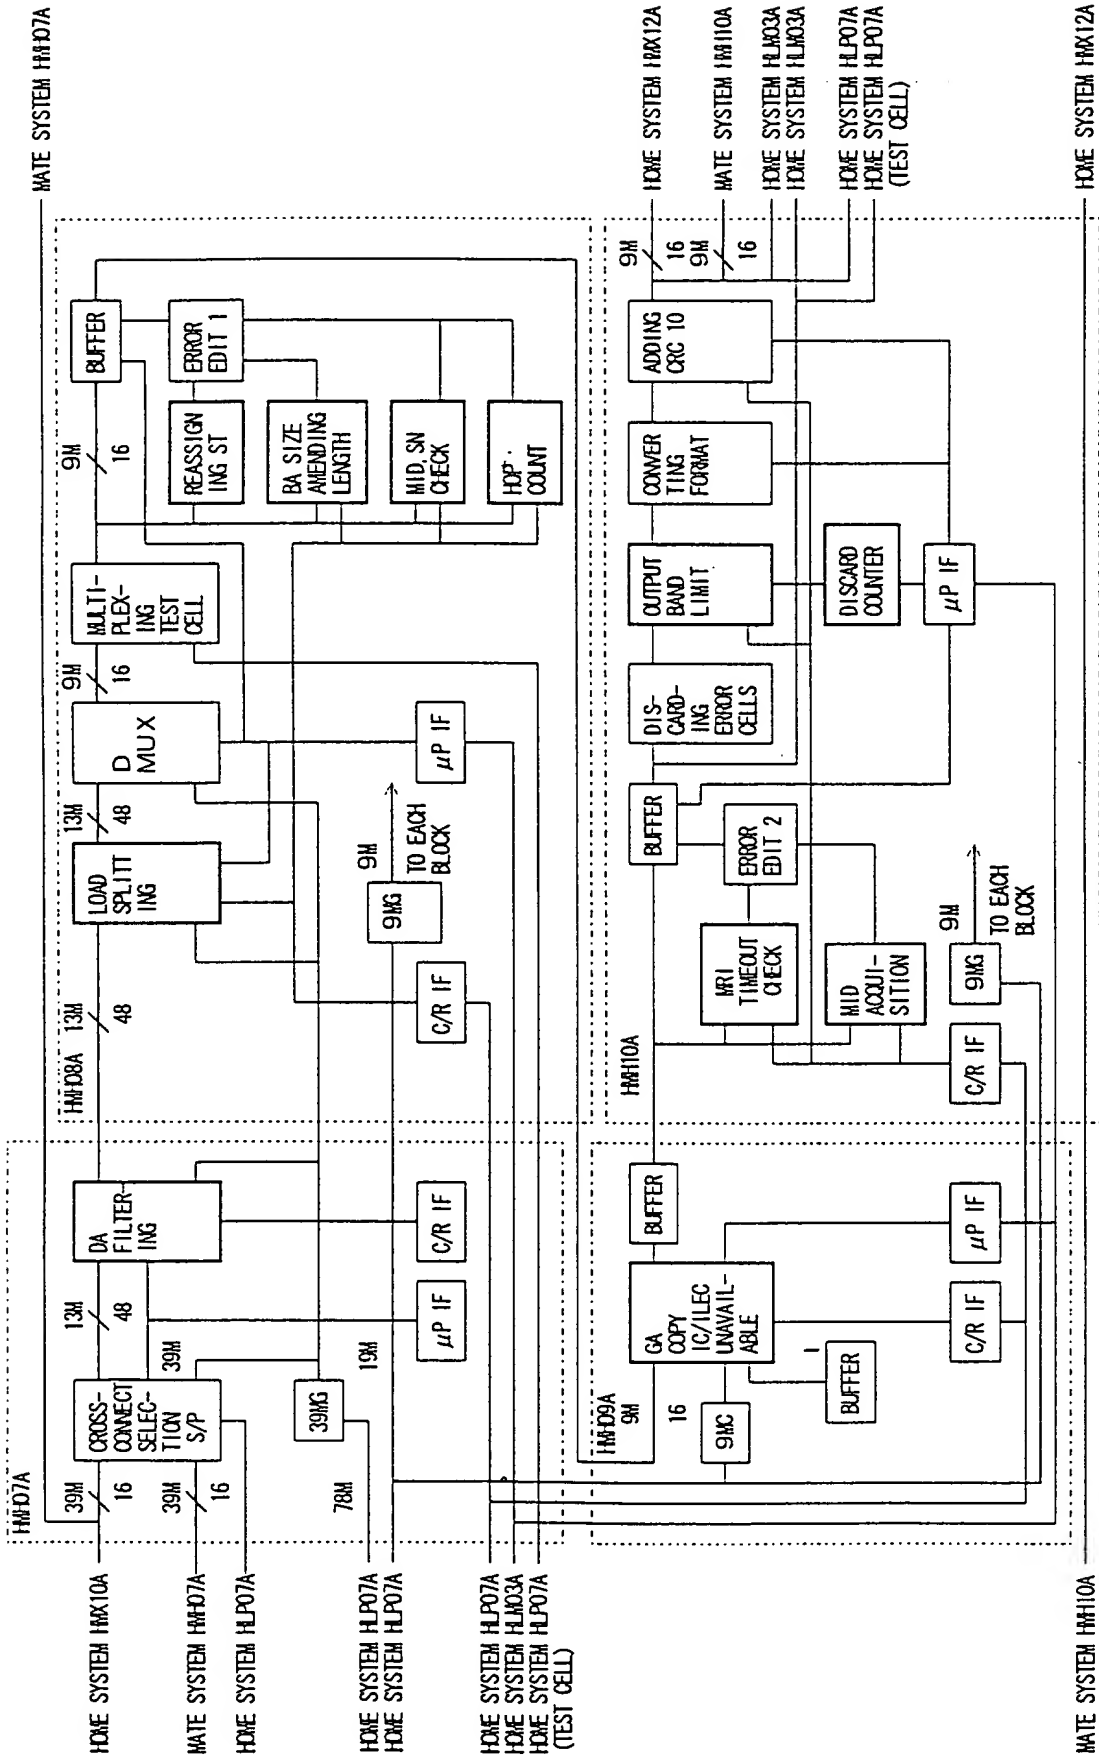 HMH07A
HOME SYSTEM HMX10A
MATE SYSTEM HMH07A
HOME SYSTEM HLP07A
HOME SYSTEM HLP07A
HOME SYSTEM HLP07A
HOME SYSTEM HLP07A
HOME SYSTEM HLM03A
HOME SYSTEM HLP07A
(TEST CELL)
39M
16
39M
16
78M
CROSS-
CONNECT
SELEC-
TION
S/P
39M
39MG
19M
13M
48
DA
FILTER-
ING
µP IF
C/R IF
HMH08A
13M
48
LOAD
SPLITT
ING
13M
48
D
MUX
9M
16
MULTI-
PLEX-
ING
TEST
CELL
9M
16
BUFFER
C/R IF
9MG
9M
TO EACH
BLOCK
µP IF
REASSIGN
ING ST
ERROR
EDIT 1
BA SIZE
AMENDING
LENGTH
MID, SN
CHECK
HOP
COUNT
MATE SYSTEM HMH07A
HMH09A
9M
16
9MC
GA
COPY
IC/ILEC
UNAVAIL-
ABLE
1
BUFFER
BUFFER
C/R IF
µP IF
HMH10A
BUFFER
MRI
TIMEOUT
CHECK
ERROR
EDIT 2
MID
ACQUI-
SITION
C/R IF
9MG
9M
TO EACH
BLOCK
DIS-
CARD-
ING
ERROR
CELLS
OUTPUT
BAND
LIMIT
DISCARD
COUNTER
µP IF
CONVER
TING
FORMAT
ADDING
CRC 10
9M
16
9M
16
HOME SYSTEM HMX12A
MATE SYSTEM HMH10A
HOME SYSTEM HLM03A
HOME SYSTEM HLM03A
HOME SYSTEM HLP07A
HOME SYSTEM HLP07A
(TEST CELL)
MATE SYSTEM HMH10A
HOME SYSTEM HMX12A